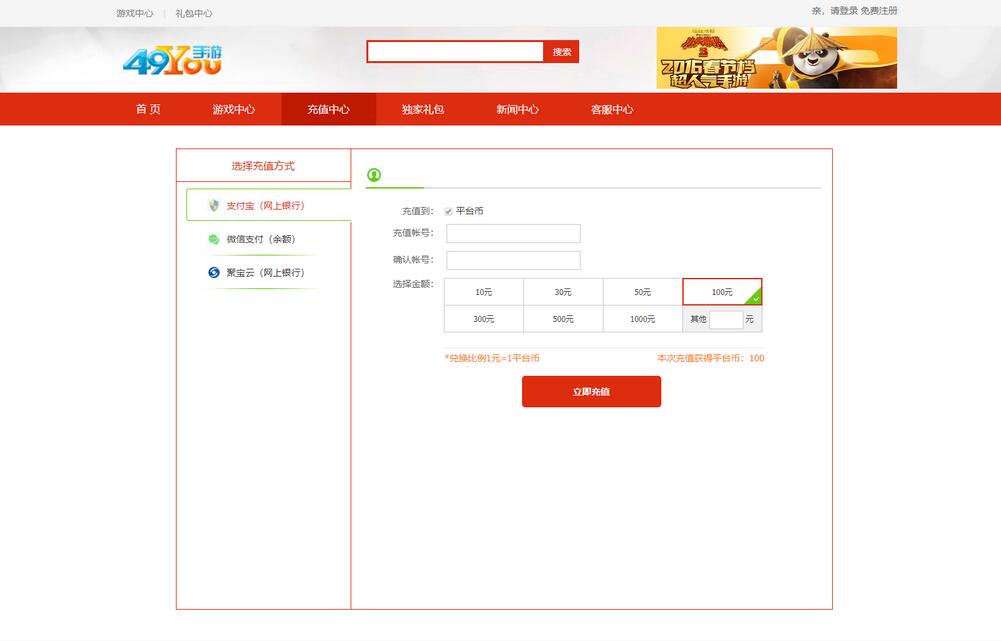 游戏中心 | 礼包中心
亲，请登录 免费注册
49You手游
搜索
2016春节档
超人气手游
首 页 游戏中心 充值中心 独家礼包 新闻中心 客服中心
选择充值方式
支付宝（网上银行）
微信支付（余额）
聚宝云（网上银行）
充值到： 平台币
充值帐号：
确认帐号：
选择金额：
10元 30元 50元 100元
300元 500元 1000元 其他 元
*兑换比例1元=1平台币 本次充值获得平台币：100
立即充值